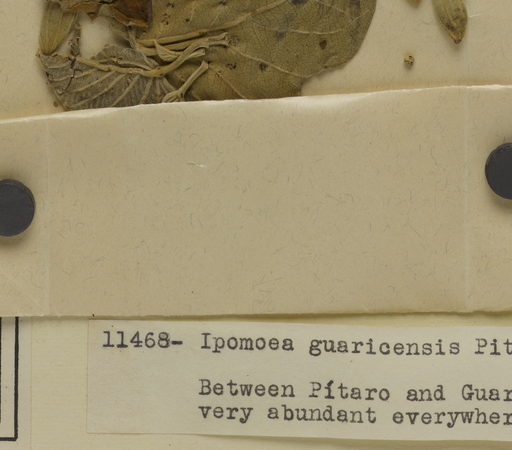 11468- Ipomoea guaricensis Pit
Between Pítaro and Guar
very abundant everywher